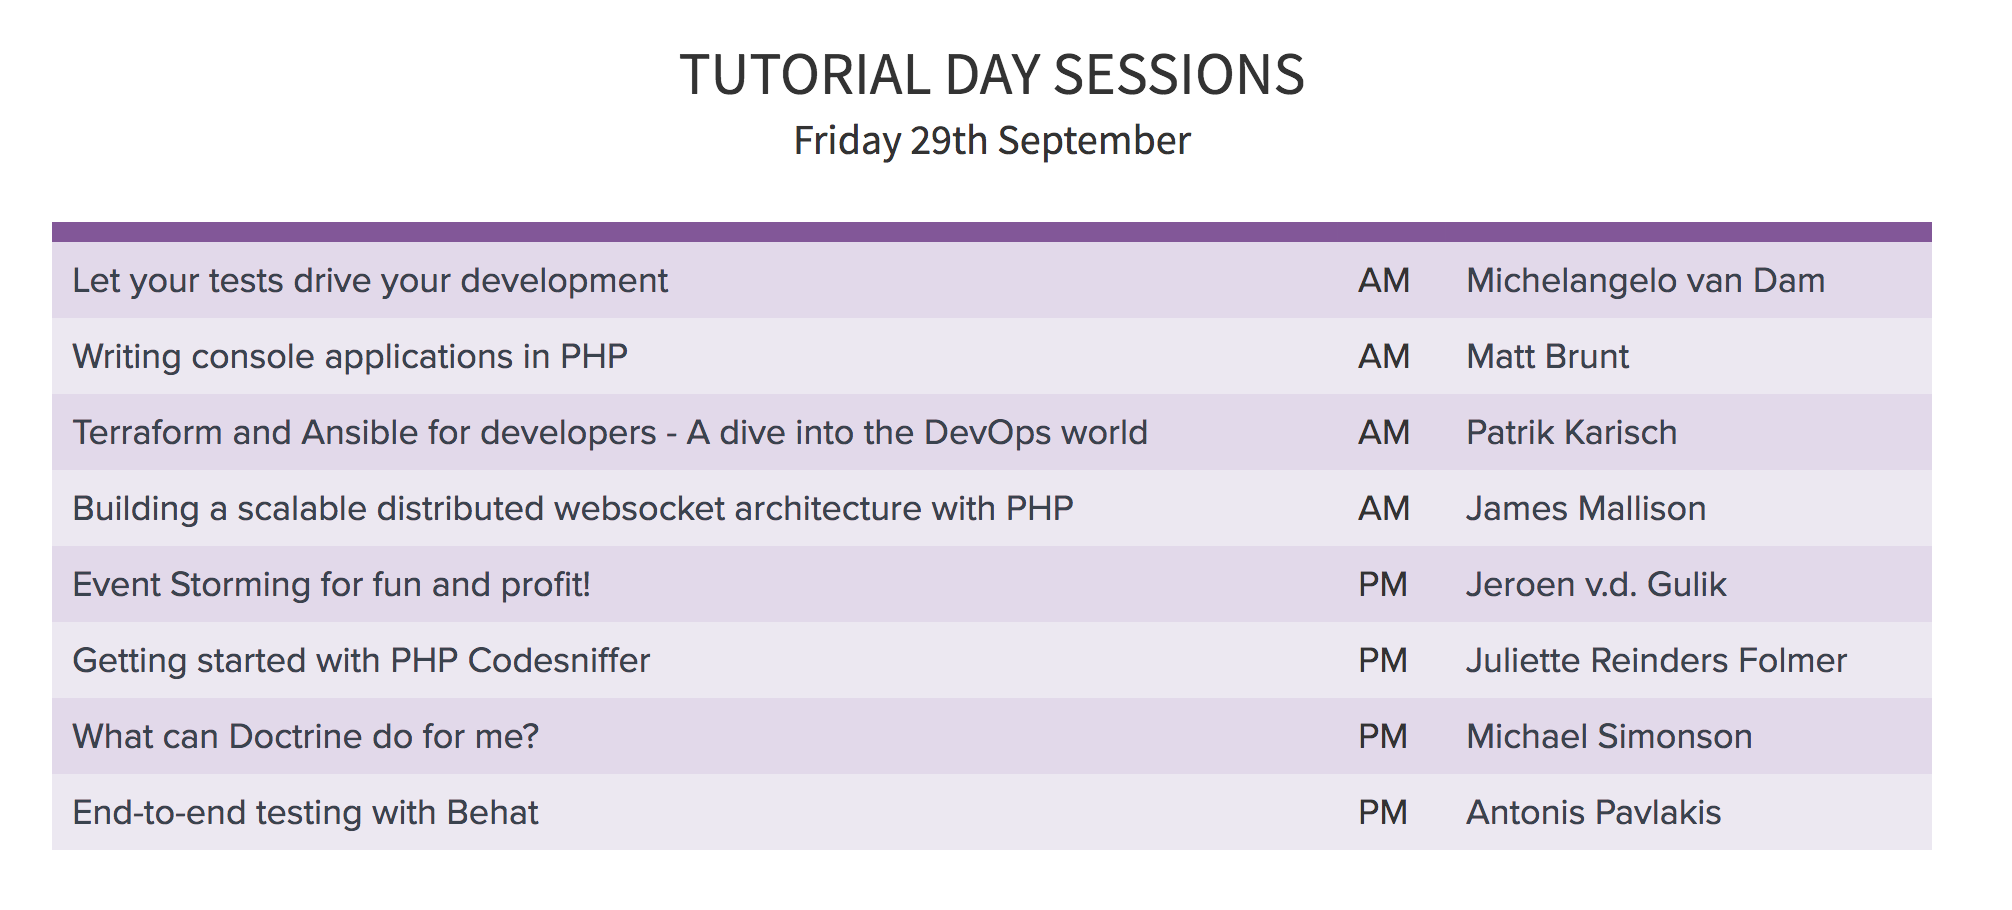 TUTORIAL DAY SESSIONS
Friday 29th September
Let your tests drive your development AM Michelangelo van Dam
Writing console applications in PHP AM Matt Brunt
Terraform and Ansible for developers - A dive into the DevOps world AM Patrik Karisch
Building a scalable distributed websocket architecture with PHP AM James Mallison
Event Storming for fun and profit! PM Jeroen v.d. Gulik
Getting started with PHP Codesniffer PM Juliette Reinders Folmer
What can Doctrine do for me? PM Michael Simonson
End-to-end testing with Behat PM Antonis Pavlakis